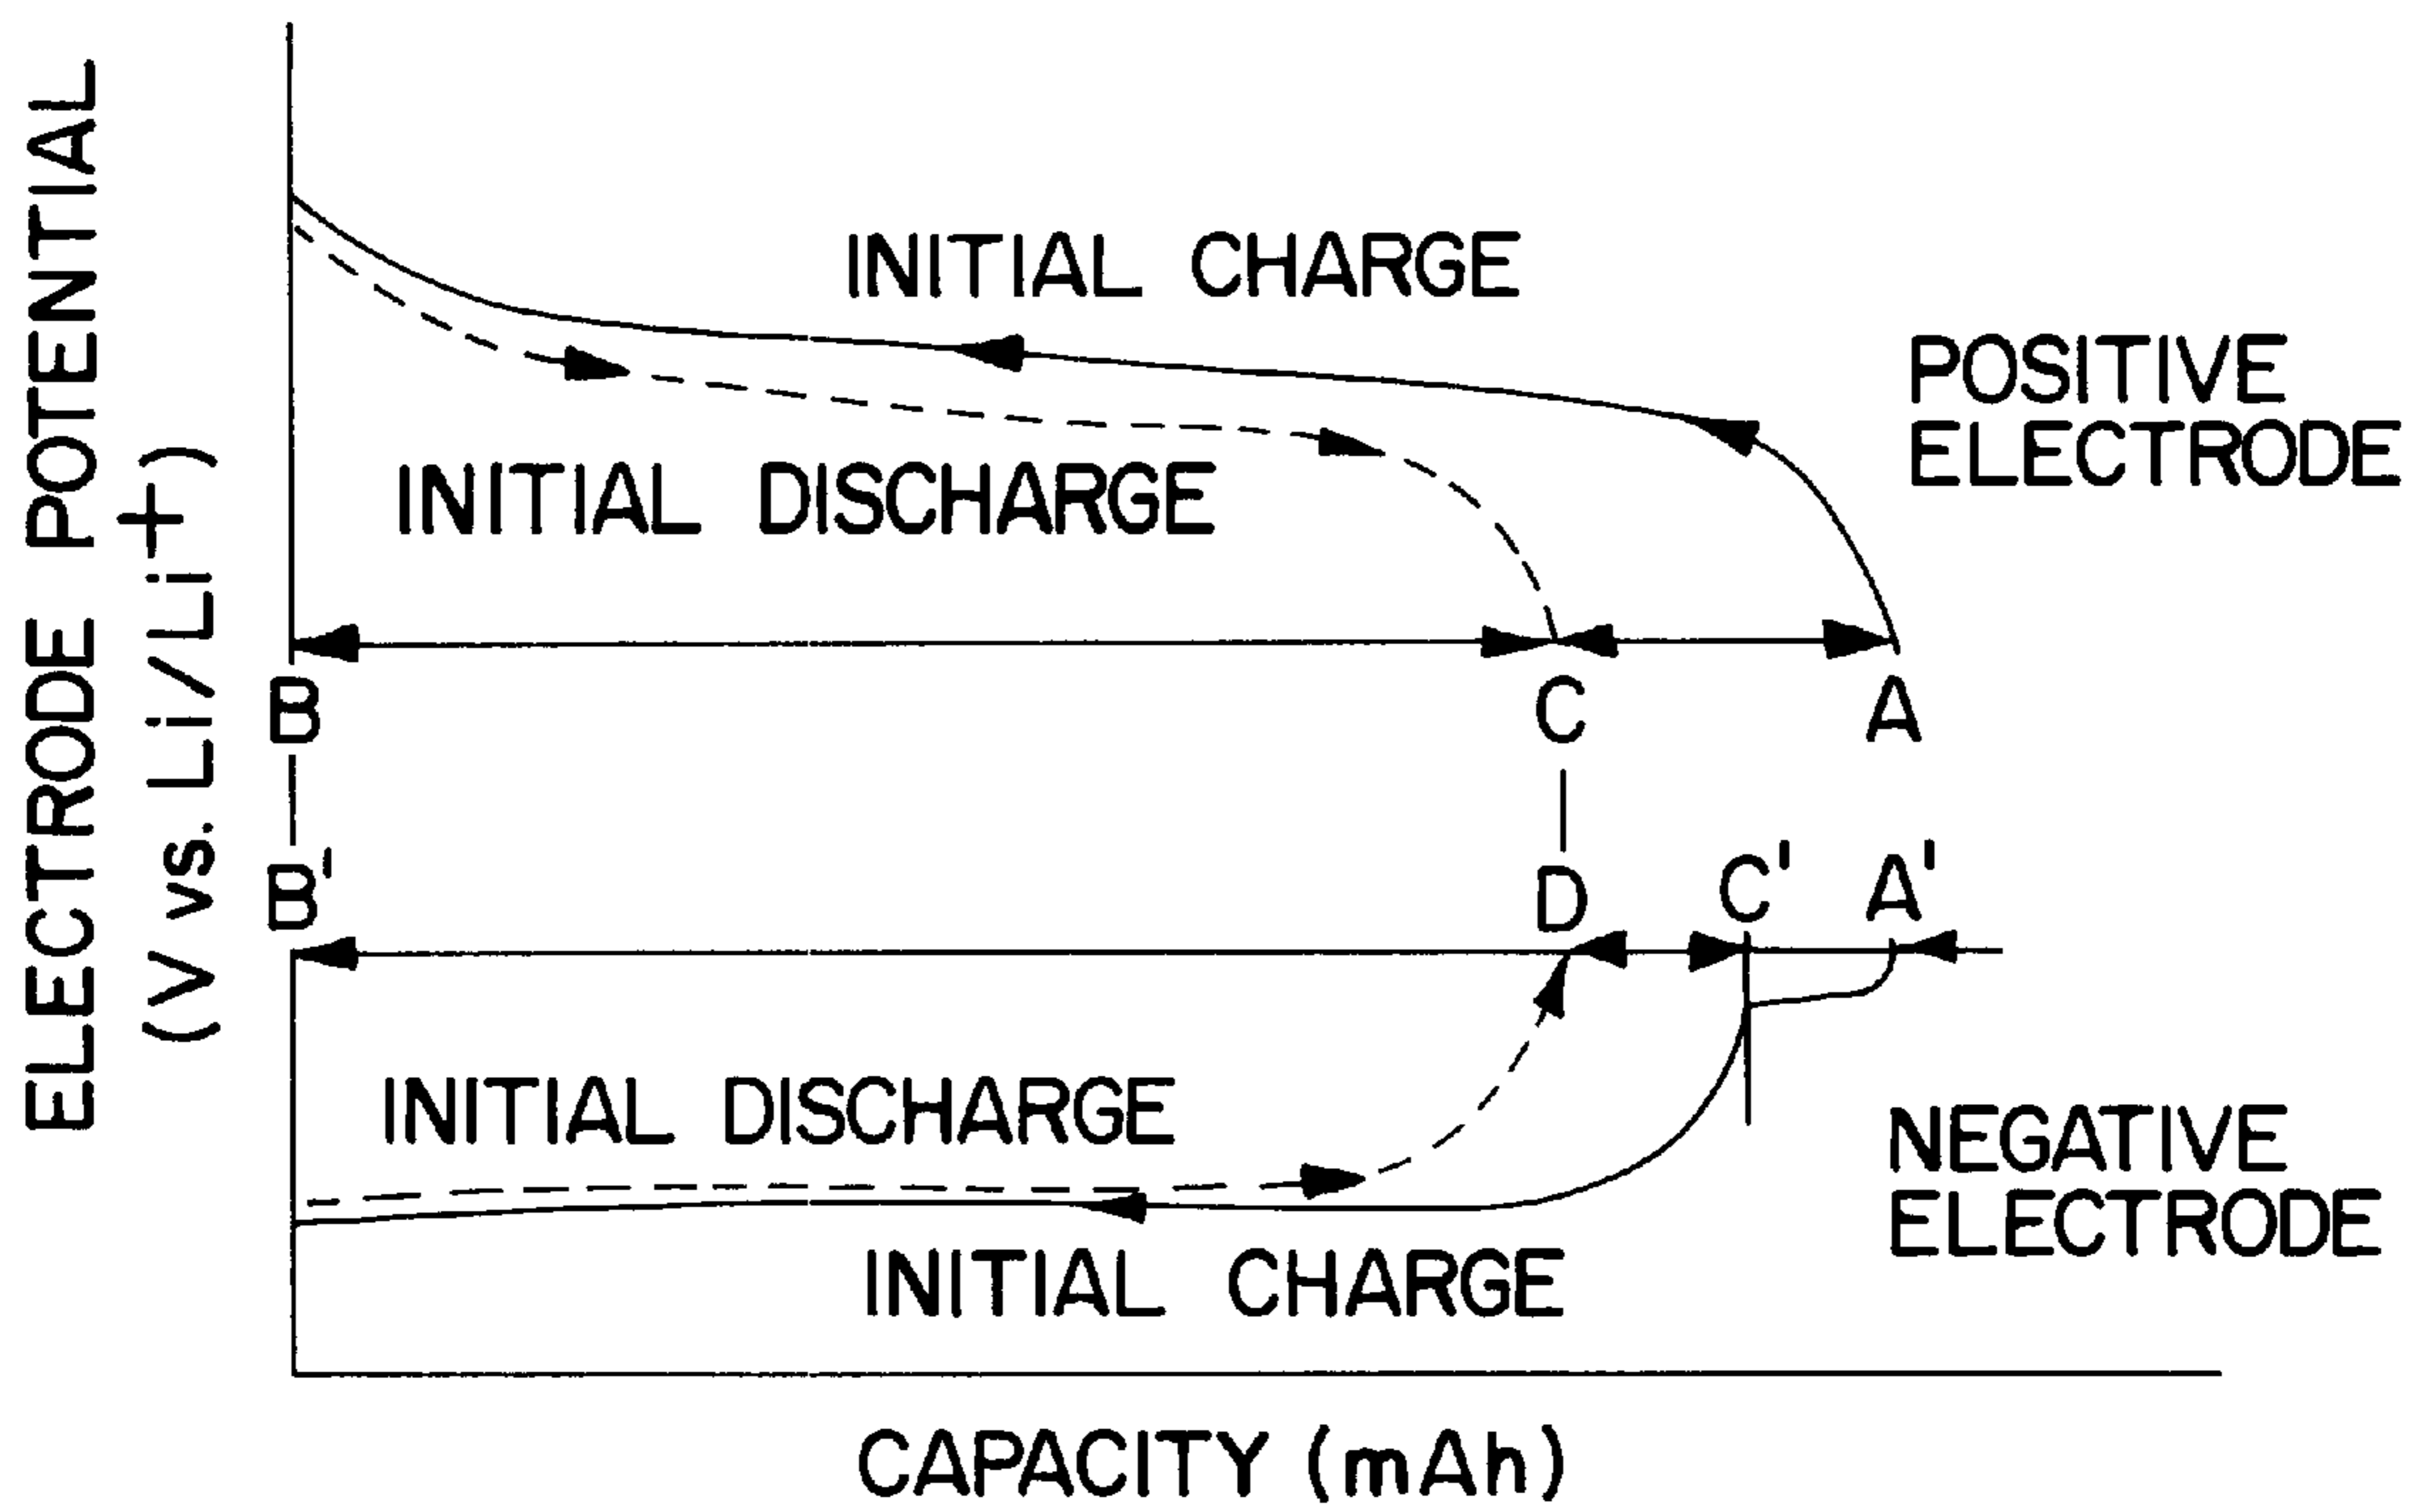 ELECTRODE POTENTIAL
(V vs. Li/Li+)
INITIAL CHARGE
POSITIVE
ELECTRODE
INITIAL DISCHARGE
B C A
B' D C' A'
INITIAL DISCHARGE
NEGATIVE
ELECTRODE
INITIAL CHARGE
CAPACITY (mAh)